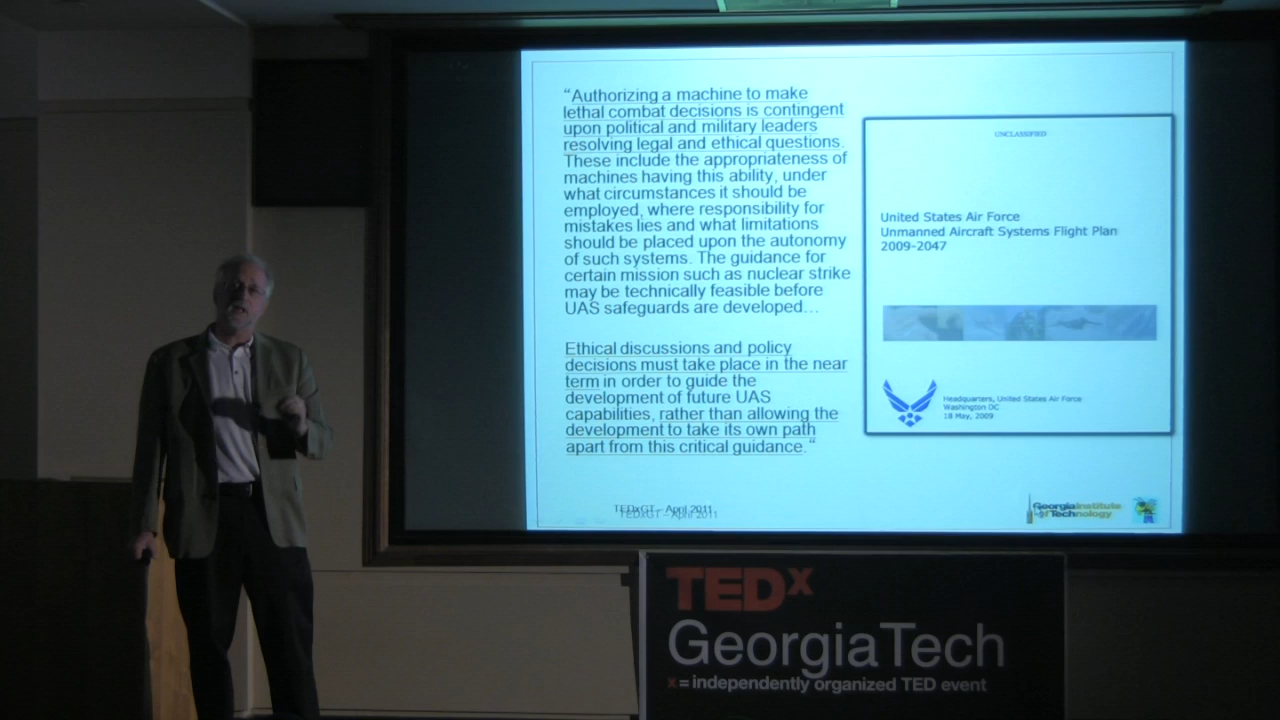 “Authorizing a machine to make
lethal combat decisions is contingent
upon political and military leaders
resolving legal and ethical questions.
These include the appropriateness of
machines having this ability, under
what circumstances it should be
employed, where responsibility for
mistakes lies and what limitations
should be placed upon the autonomy
of such systems. The guidance for
certain mission such as nuclear strike
may be technically feasible before
UAS safeguards are developed…
Ethical discussions and policy
decisions must take place in the near
term in order to guide the
development of future UAS
capabilities, rather than allowing the
development to take its own path
apart from this critical guidance.“
UNCLASSIFIED
United States Air Force
Unmanned Aircraft Systems Flight Plan
2009-2047
Headquarters, United States Air Force
Washington DC
18 May, 2009
TEDxGT – April 2011
TEDxGT – April 2011
Georgia Institute
of Technology
TEDx
Georgia Tech
x = independently organized TED event